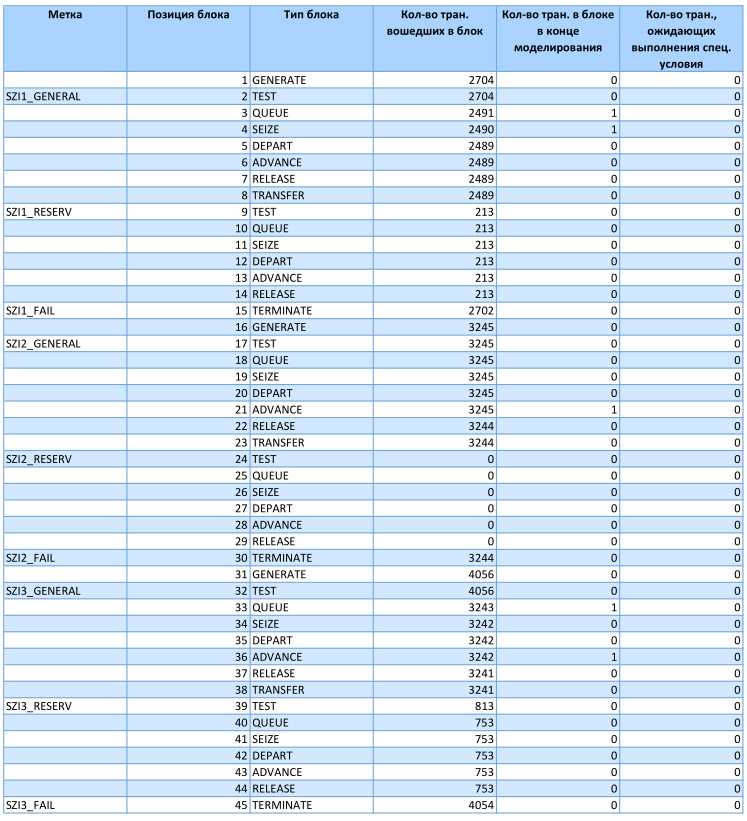 Метка Позиция блока Тип блока Кол-во тран. вошедших в блок Кол-во тран. в блоке в конце моделирования Кол-во тран., ожидающих выполнения спец. условия
1 GENERATE 2704 0 0
SZI1_GENERAL 2 TEST 2704 0 0
3 QUEUE 2491 1 0
4 SEIZE 2490 1 0
5 DEPART 2489 0 0
6 ADVANCE 2489 0 0
7 RELEASE 2489 0 0
8 TRANSFER 2489 0 0
SZI1_RESERV 9 TEST 213 0 0
10 QUEUE 213 0 0
11 SEIZE 213 0 0
12 DEPART 213 0 0
13 ADVANCE 213 0 0
14 RELEASE 213 0 0
SZI1_FAIL 15 TERMINATE 2702 0 0
16 GENERATE 3245 0 0
SZI2_GENERAL 17 TEST 3245 0 0
18 QUEUE 3245 0 0
19 SEIZE 3245 0 0
20 DEPART 3245 0 0
21 ADVANCE 3245 1 0
22 RELEASE 3244 0 0
23 TRANSFER 3244 0 0
SZI2_RESERV 24 TEST 0 0 0
25 QUEUE 0 0 0
26 SEIZE 0 0 0
27 DEPART 0 0 0
28 ADVANCE 0 0 0
29 RELEASE 0 0 0
SZI2_FAIL 30 TERMINATE 3244 0 0
31 GENERATE 4056 0 0
SZI3_GENERAL 32 TEST 4056 0 0
33 QUEUE 3243 1 0
34 SEIZE 3242 0 0
35 DEPART 3242 0 0
36 ADVANCE 3242 1 0
37 RELEASE 3241 0 0
38 TRANSFER 3241 0 0
SZI3_RESERV 39 TEST 813 0 0
40 QUEUE 753 0 0
41 SEIZE 753 0 0
42 DEPART 753 0 0
43 ADVANCE 753 0 0
44 RELEASE 753 0 0
SZI3_FAIL 45 TERMINATE 4054 0 0